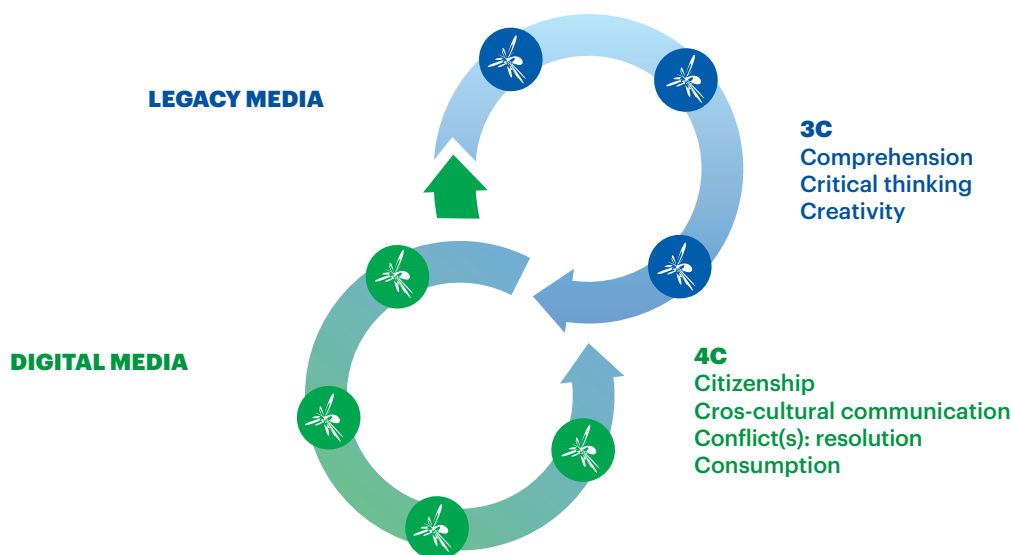 LEGACY MEDIA
3C
Comprehension
Critical thinking
Creativity
DIGITAL MEDIA
4C
Citizenship
Cros-cultural communication
Conflict(s): resolution
Consumption